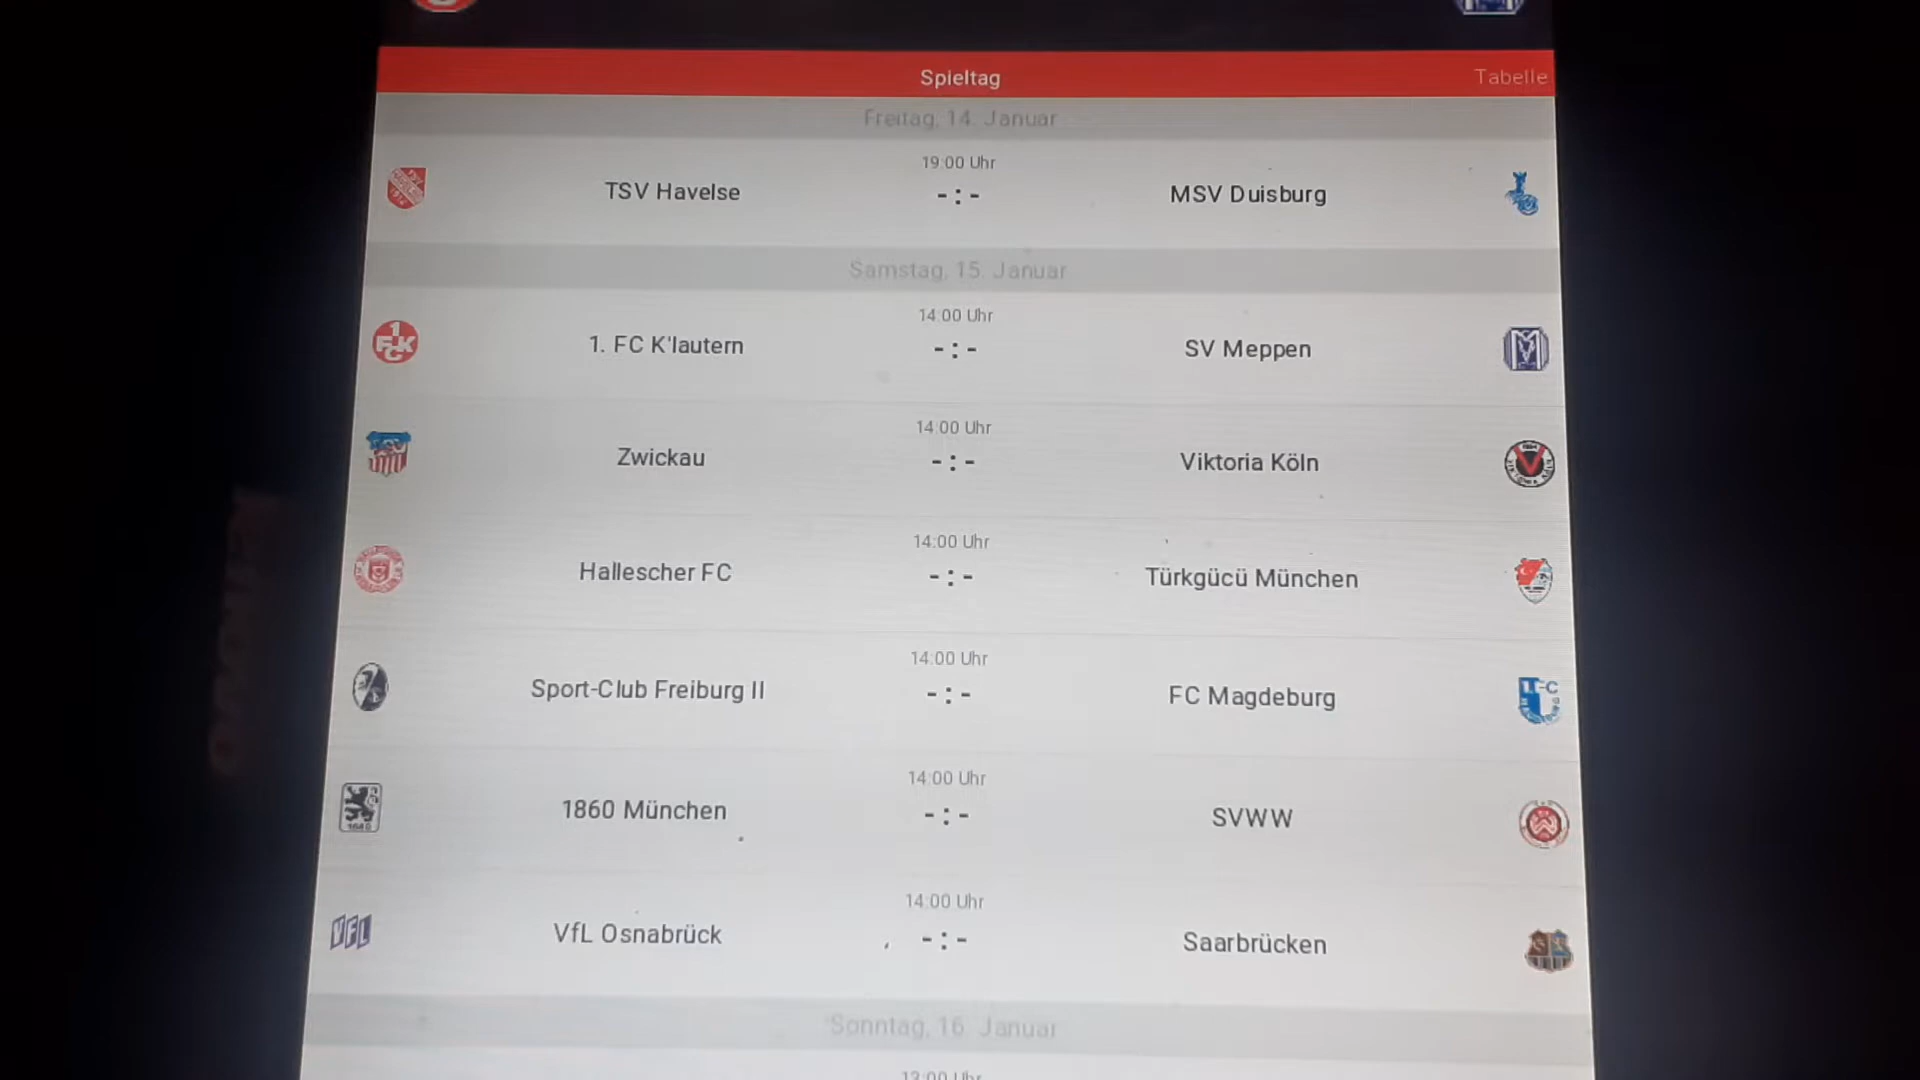 Spieltag
Tabelle
Freitag, 14. Januar
19:00 Uhr
TSV Havelse
- : -
MSV Duisburg
Samstag, 15. Januar
14:00 Uhr
1. FC K'lautern
- : -
SV Meppen
14:00 Uhr
Zwickau
- : -
Viktoria Köln
14:00 Uhr
Hallescher FC
- : -
Türkgücü München
14:00 Uhr
Sport-Club Freiburg II
- : -
FC Magdeburg
14:00 Uhr
1860 München
- : -
SVWW
14:00 Uhr
VfL Osnabrück
- : -
Saarbrücken
Sonntag, 16. Januar
13:00 Uhr